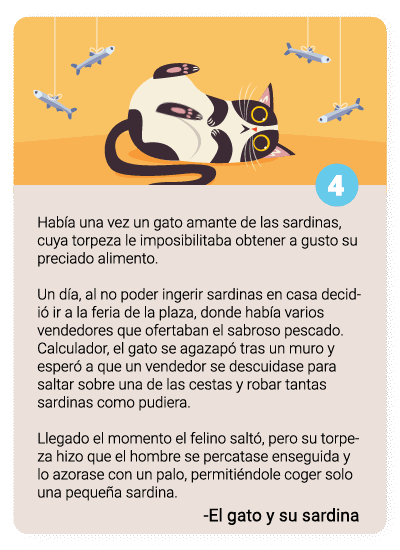 4
Había una vez un gato amante de las sardinas,
cuya torpeza le imposibilitaba obtener a gusto su
preciado alimento.
Un día, al no poder ingerir sardinas en casa decid-
ió ir a la feria de la plaza, donde había varios
vendedores que ofertaban el sabroso pescado.
Calculador, el gato se agazapó tras un muro y
esperó a que un vendedor se descuidase para
saltar sobre una de las cestas y robar tantas
sardinas como pudiera.
Llegado el momento el felino saltó, pero su torpe-
za hizo que el hombre se percatase enseguida y
lo azorase con un palo, permitiéndole coger solo
una pequeña sardina.
-El gato y su sardina